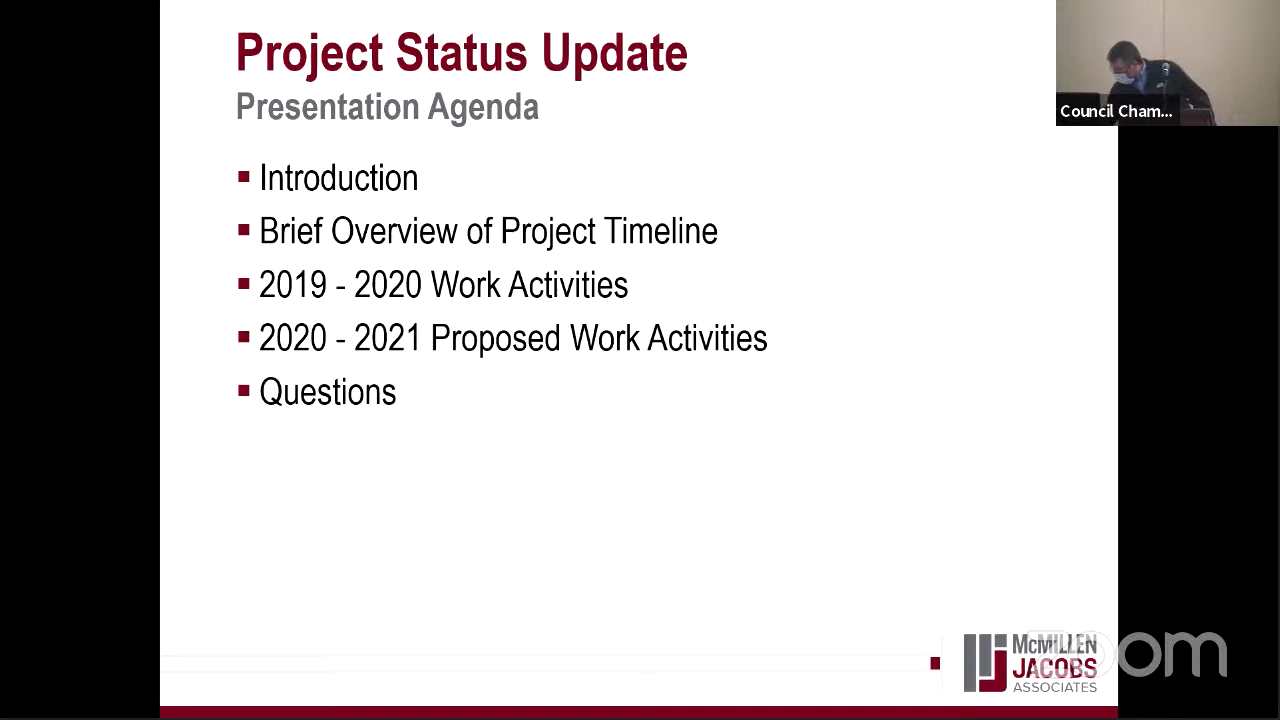 Project Status Update
Presentation Agenda
Council Cham...
Introduction
Brief Overview of Project Timeline
2019 - 2020 Work Activities
2020 - 2021 Proposed Work Activities
Questions
McMILLEN
JACOBS
ASSOCIATES
zoom